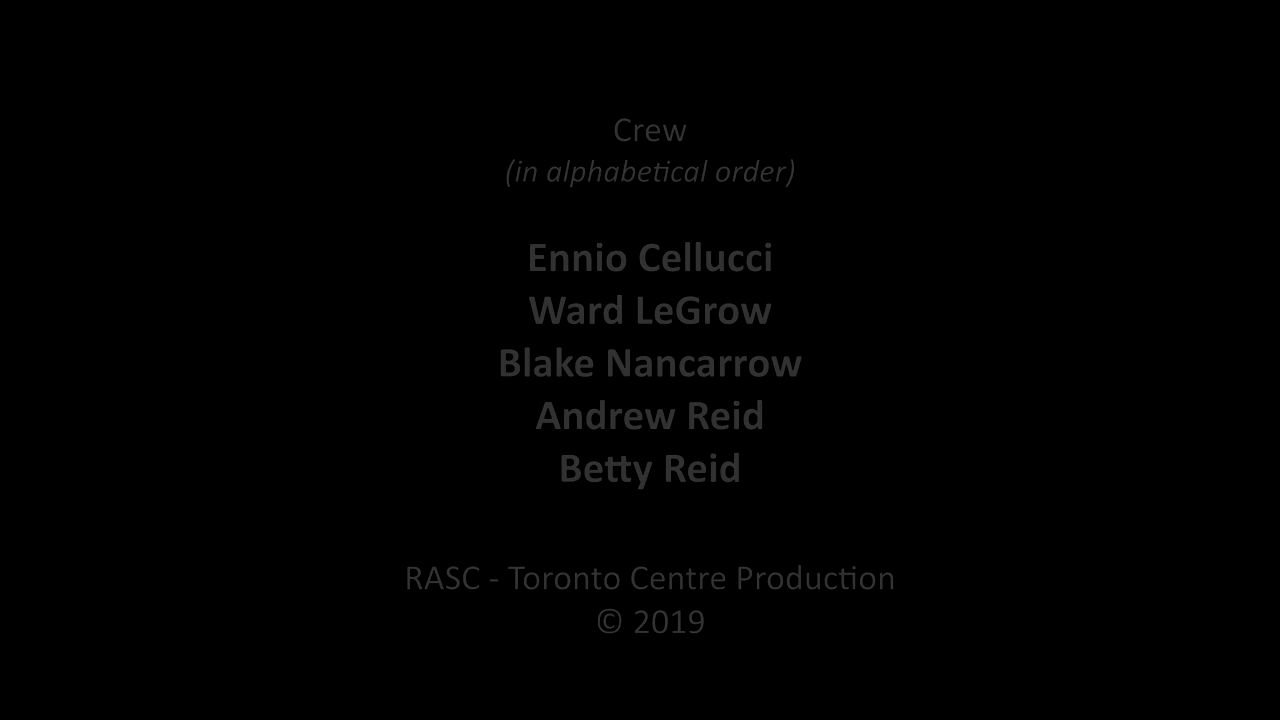 Crew
(in alphabetical order)
Ennio Cellucci
Ward LeGrow
Blake Nancarrow
Andrew Reid
Betty Reid
RASC - Toronto Centre Production
© 2019